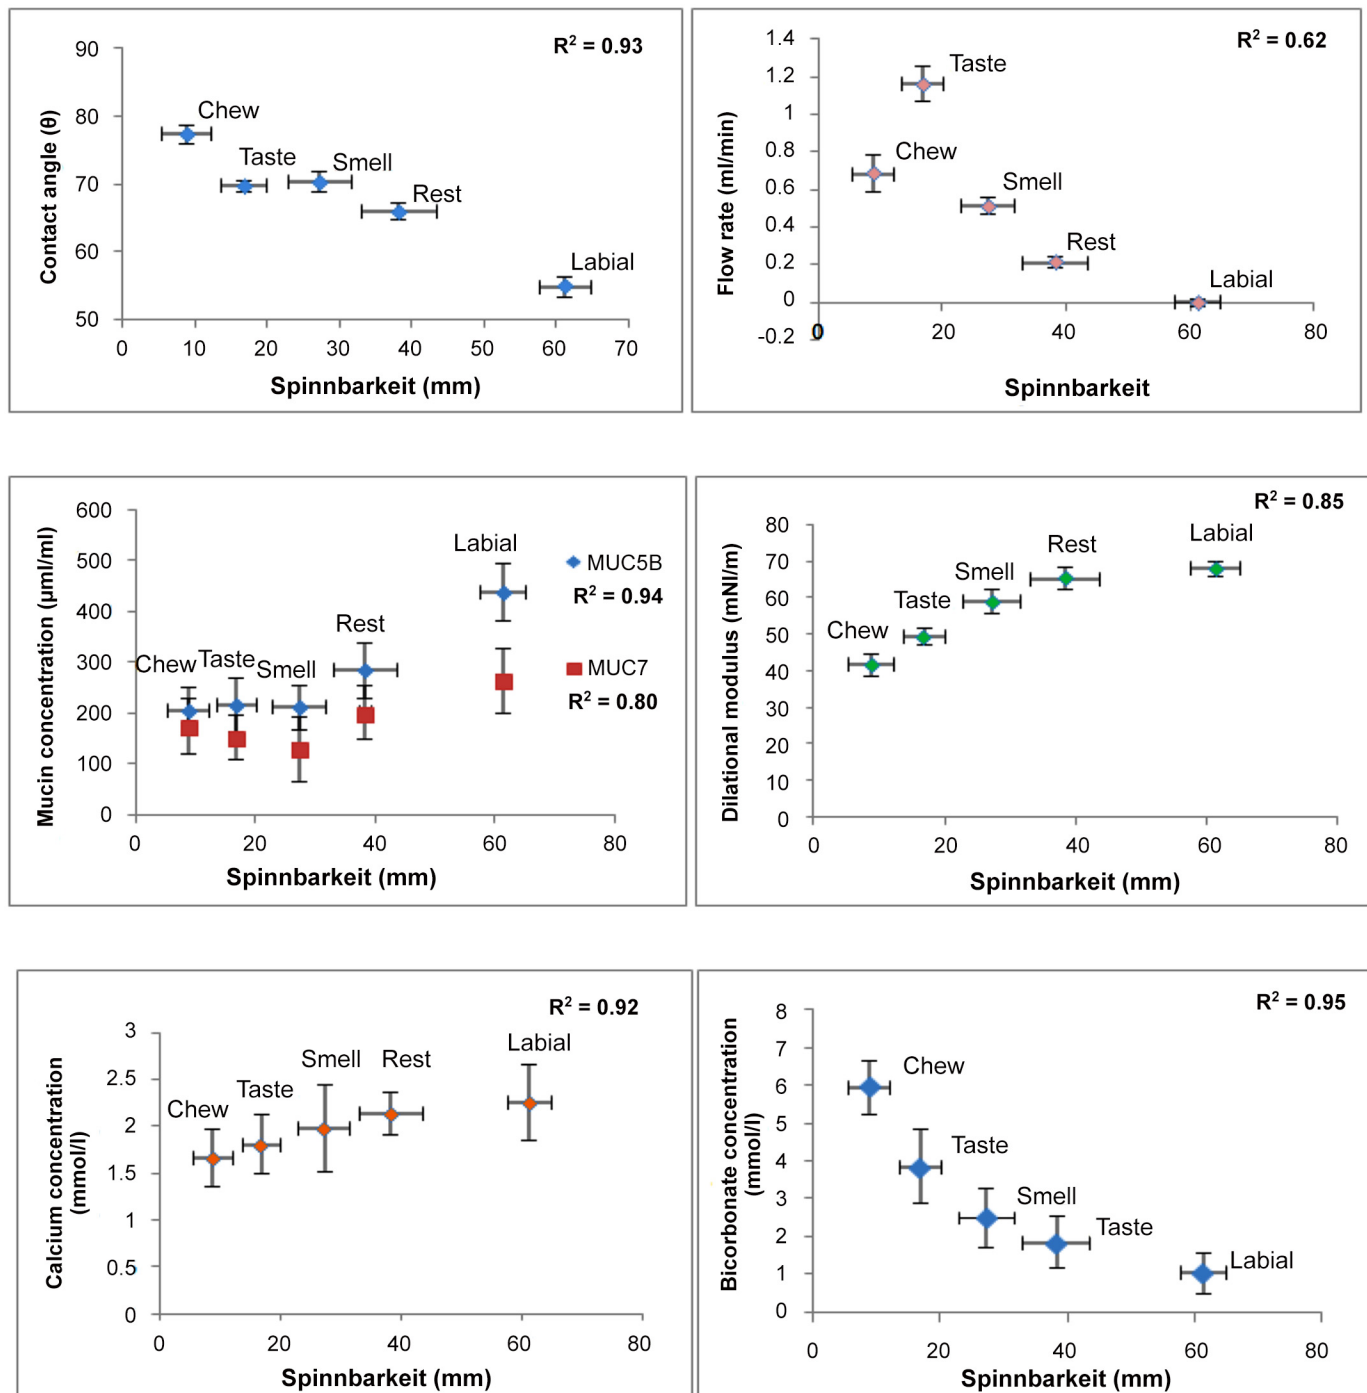 R² = 0.93
90
80
70
60
50
Contact angle (θ)
Chew
Taste
Smell
Rest
Labial
0 10 20 30 40 50 60 70
Spinnbarkeit (mm)
R² = 0.62
1.4
1.2
1
0.8
0.6
0.4
0.2
0
-0.2
Flow rate (ml/min)
Taste
Chew
Smell
Rest
Labial
0 20 40 60 80
Spinnbarkeit
600
500
400
300
200
100
0
Mucin concentration (µml/ml)
Chew
Taste
Smell
Rest
Labial
MUC5B
R² = 0.94
MUC7
R² = 0.80
0 20 40 60 80
Spinnbarkeit (mm)
R² = 0.85
80
70
60
50
40
30
20
10
0
Dilational modulus (mNl/m)
Chew
Taste
Smell
Rest
Labial
0 20 40 60 80
Spinnbarkeit (mm)
R² = 0.92
3
2.5
2
1.5
1
0.5
0
Calcium concentration
(mmol/l)
Chew
Taste
Smell
Rest
Labial
0 20 40 60 80
Spinnbarkeit (mm)
R² = 0.95
8
7
6
5
4
3
2
1
0
Bicorbonate concentration
(mmol/l)
Chew
Taste
Smell
Taste
Labial
0 20 40 60 80
Spinnbarkeit (mm)